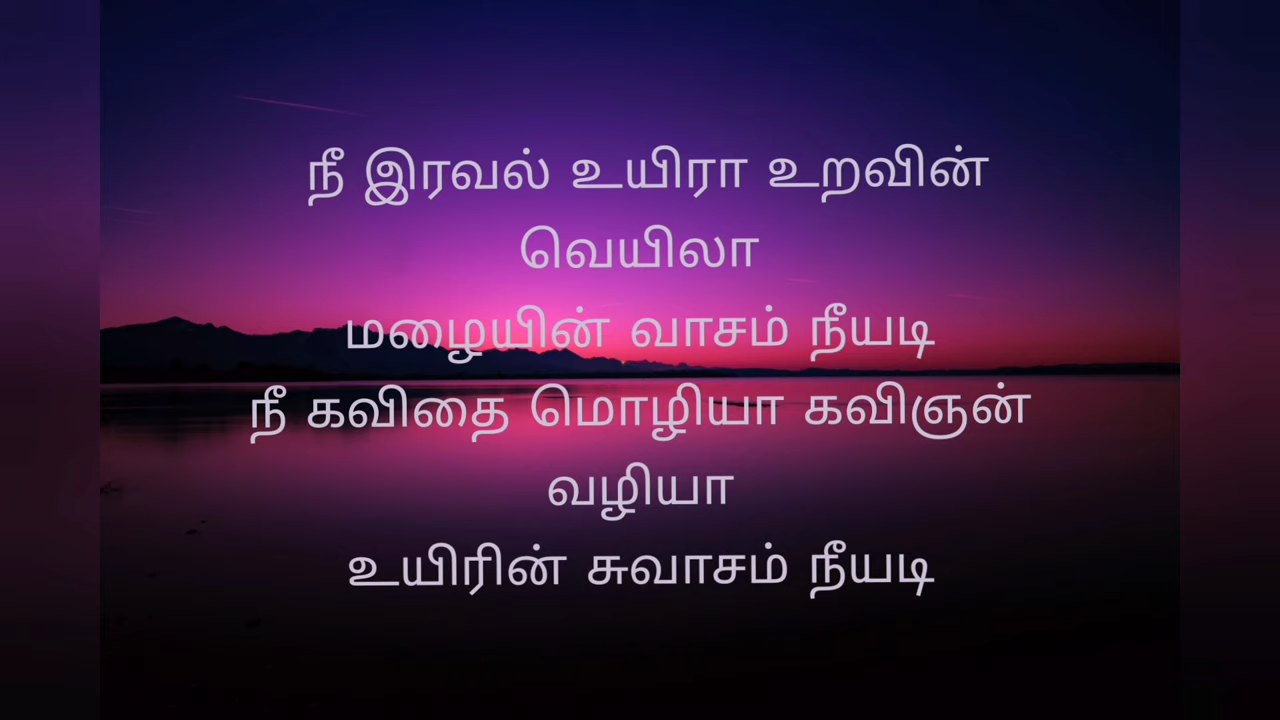 நீ இரவல் உயிரா உறவின்
வெயிலா
மழையின் வாசம் நீயடி
நீ கவிதை மொழியா கவிஞன்
வழியா
உயிரின் சுவாசம் நீயடி